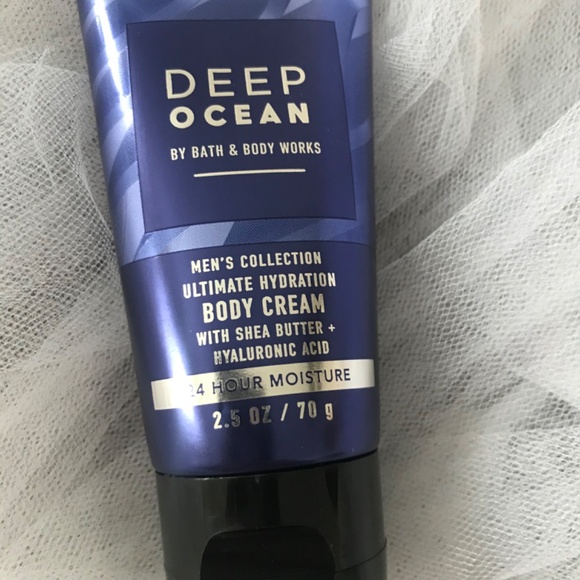 DEEP
OCEAN
BY BATH & BODY WORKS
MEN'S COLLECTION
ULTIMATE HYDRATION
BODY CREAM
WITH SHEA BUTTER +
HYALURONIC ACID
24 HOUR MOISTURE
2.5 OZ / 70 g